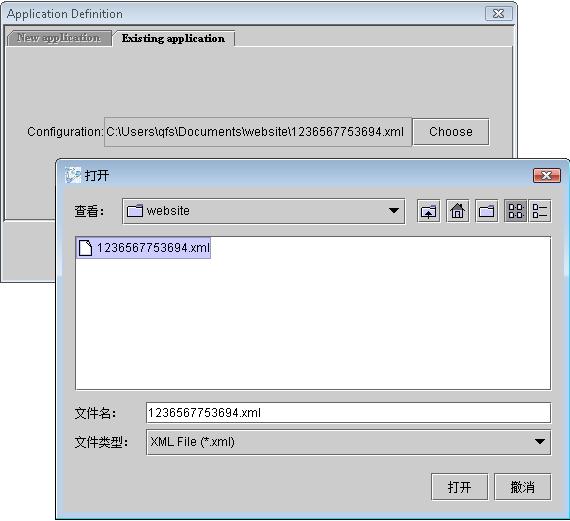 Application Definition
New application Existing application
Configuration: C:\Users\qfs\Documents\website\1236567753694.xml Choose
打开
查看: website
1236567753694.xml
文件名: 1236567753694.xml
文件类型: XML File (*.xml)
打开 撤消